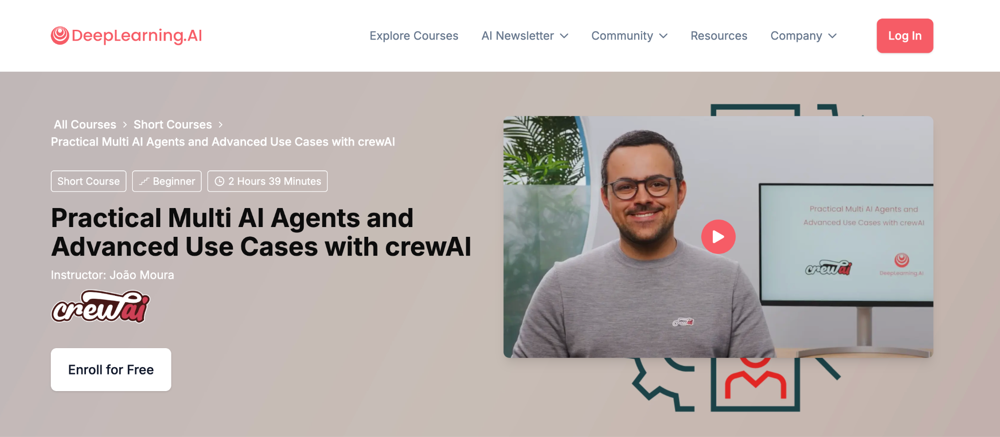 DeepLearning.AI
Explore Courses
AI Newsletter
Community
Resources
Company
Log In
All Courses > Short Courses >
Practical Multi AI Agents and Advanced Use Cases with crewAI
Short Course
Beginner
2 Hours 39 Minutes
Practical Multi AI Agents and
Advanced Use Cases with crewAI
Instructor: João Moura
crewai
Enroll for Free
Practical Multi AI Agents and
Advanced Use Cases with crewAI
crewai
DeepLearning.AI
crewai